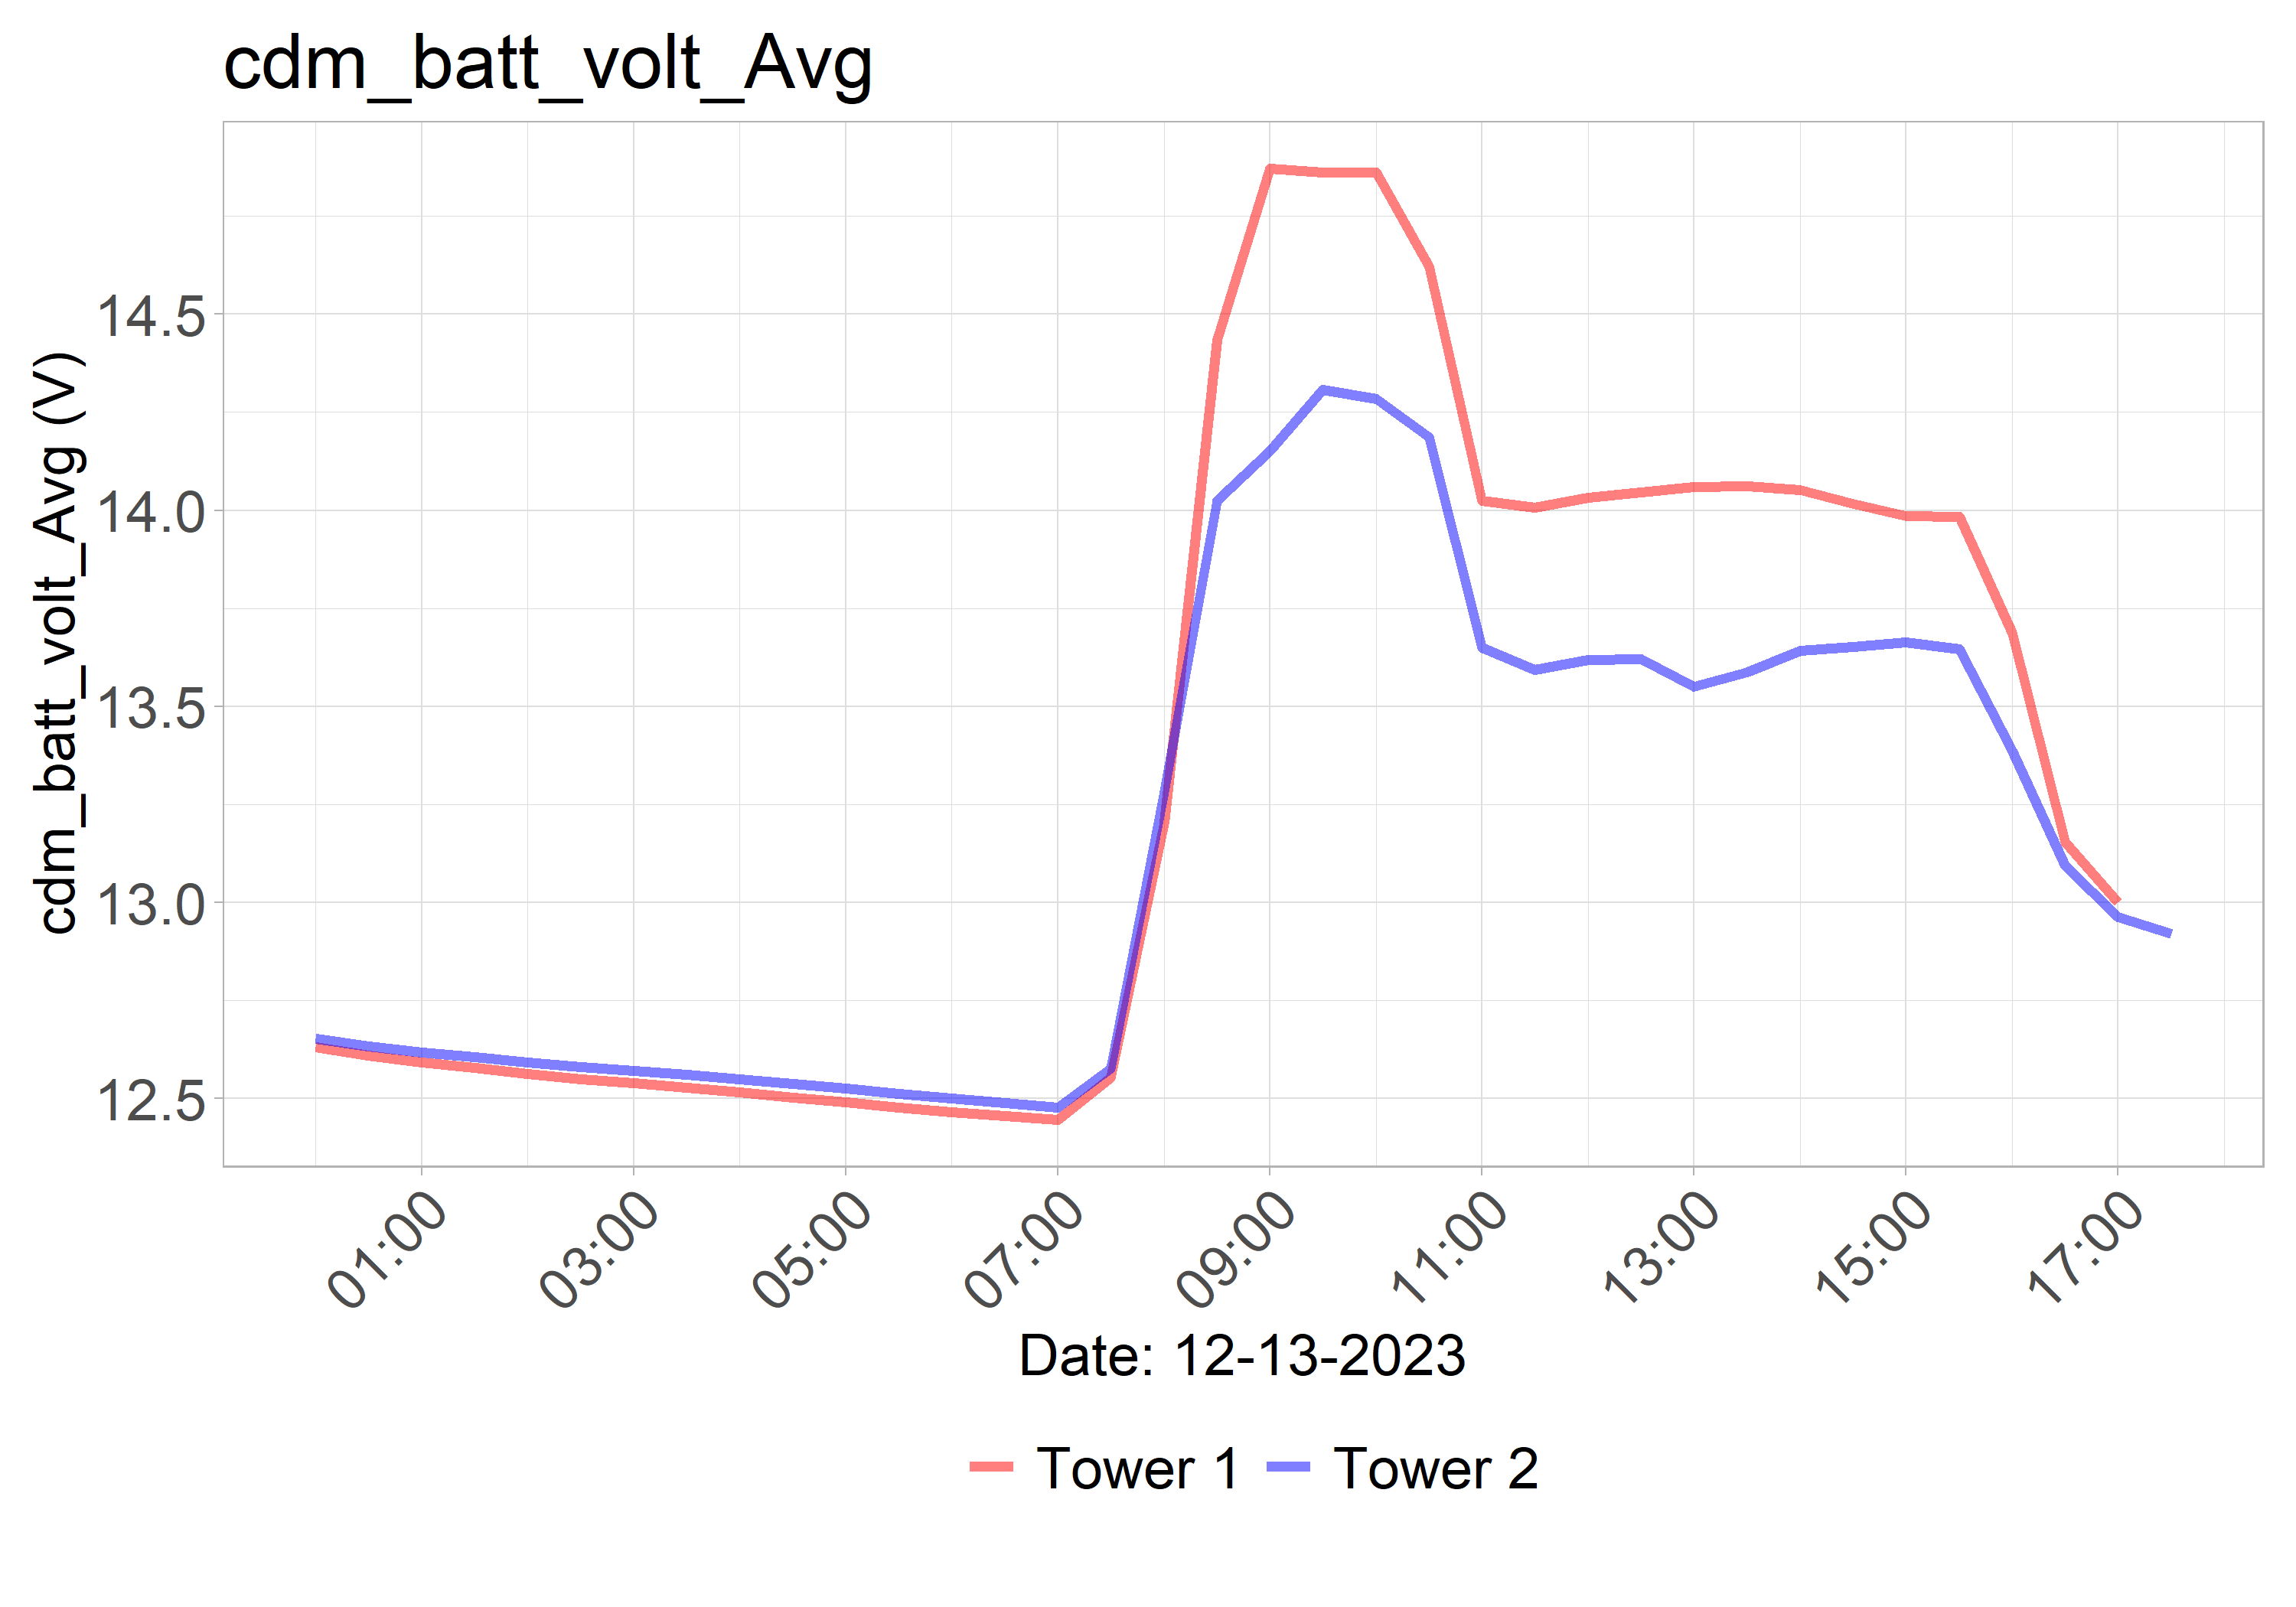 cdm_batt_volt_Avg
cdm_batt_volt_Avg (V)
14.5
14.0
13.5
13.0
12.5
01:00
03:00
05:00
07:00
09:00
11:00
13:00
15:00
17:00
Date: 12-13-2023
Tower 1
Tower 2